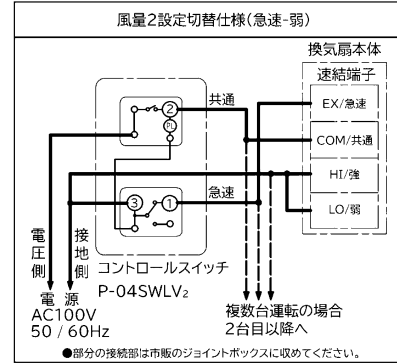 風量2設定切替仕様(急速-弱)
換気扇本体
速結端子
共通
EX/急速
COM/共通
HI/強
LO/弱
2
PL
3
1
急速
電圧側
接地側
コントロールスイッチ
P-04SWLV2
電 源
AC100V
50 / 60Hz
複数台運転の場合
2台目以降へ
●部分の接続部は市販のジョイントボックスに収めてください。